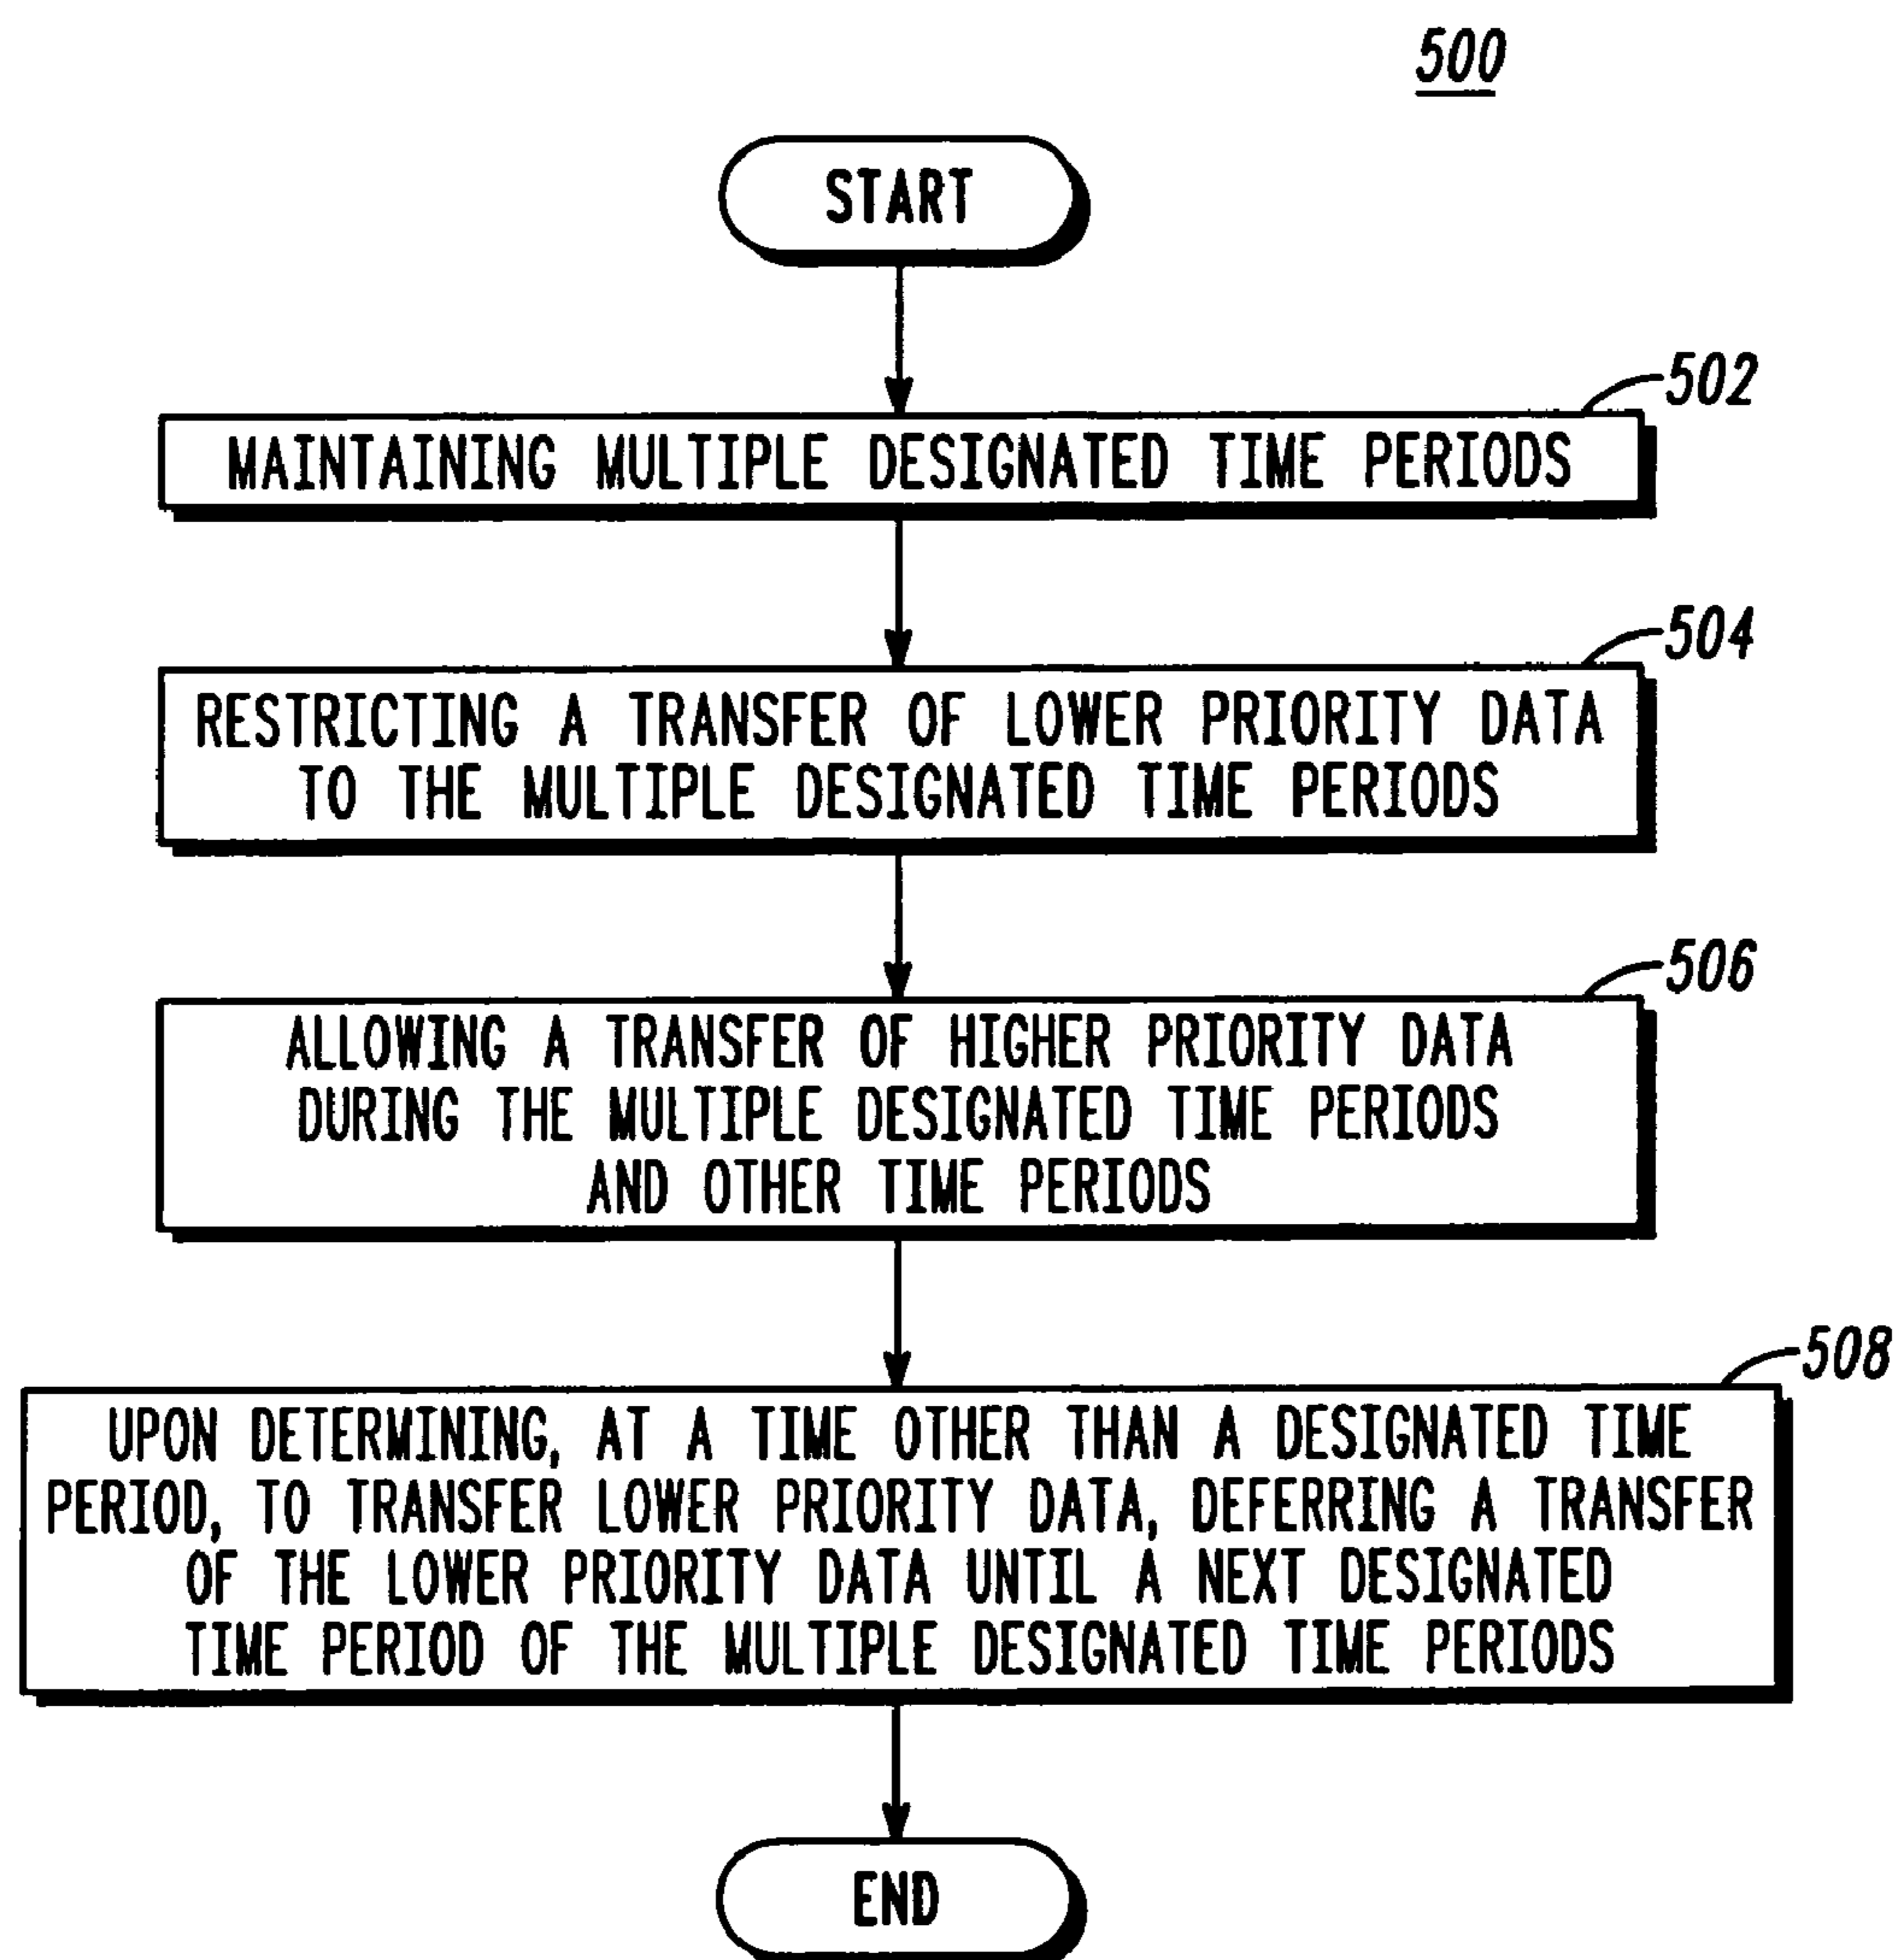 500
START
502
MAINTAINING MULTIPLE DESIGNATED TIME PERIODS
504
RESTRICTING A TRANSFER OF LOWER PRIORITY DATA
TO THE MULTIPLE DESIGNATED TIME PERIODS
506
ALLOWING A TRANSFER OF HIGHER PRIORITY DATA
DURING THE MULTIPLE DESIGNATED TIME PERIODS
AND OTHER TIME PERIODS
508
UPON DETERMINING, AT A TIME OTHER THAN A DESIGNATED TIME
PERIOD, TO TRANSFER LOWER PRIORITY DATA, DEFERRING A TRANSFER
OF THE LOWER PRIORITY DATA UNTIL A NEXT DESIGNATED
TIME PERIOD OF THE MULTIPLE DESIGNATED TIME PERIODS
END